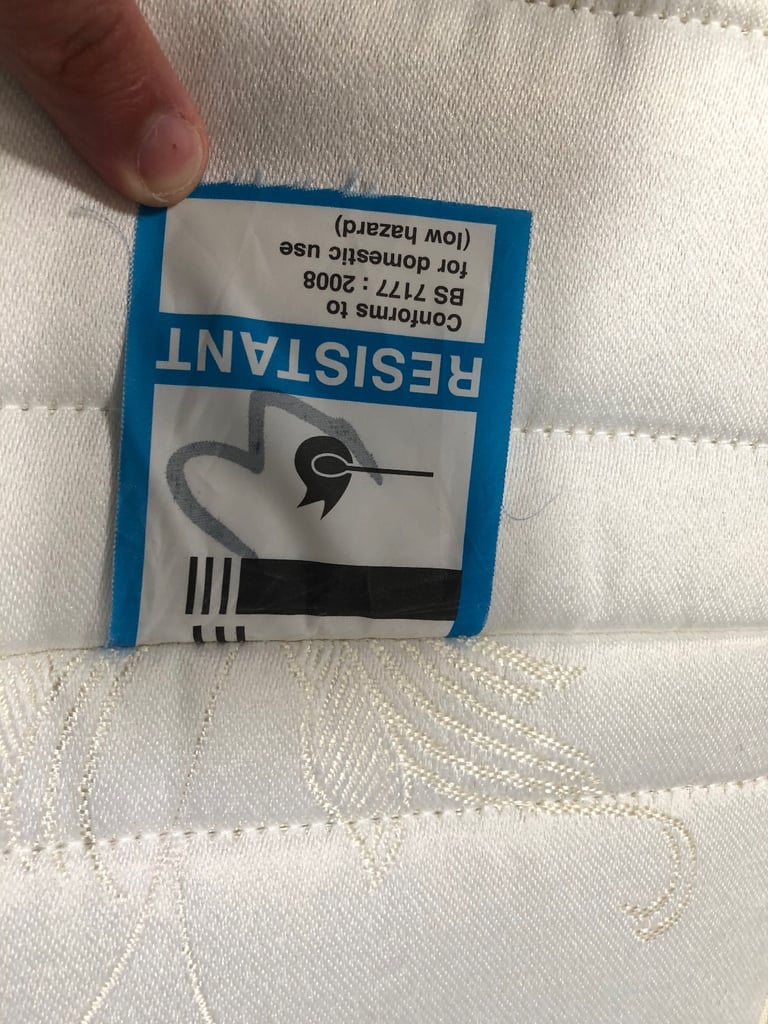 RESISTANT
Conforms to
BS 7177 : 2008
for domestic use
(low hazard)